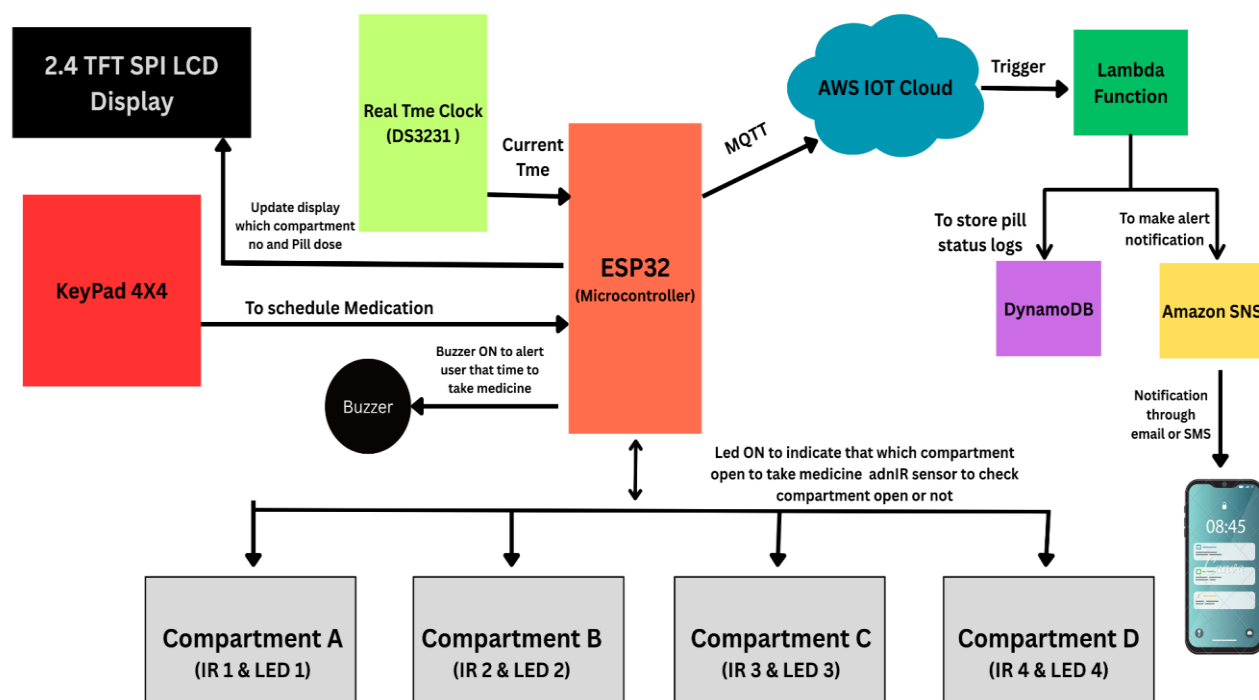 2.4 TFT SPI LCD
Display
Real Tme Clock
(DS3231 )
Current
Tme
AWS IOT Cloud
Trigger
Lambda
Function
MQTT
Update display
which compartment
no and Pill dose
KeyPad 4X4
To schedule Medication
ESP32
(Microcontroller)
To store pill
status logs
To make alert
notification
DynamoDB
Amazon SNS
Buzzer ON to alert
user that time to
take medicine
Buzzer
Notification
through
email or SMS
Led ON to indicate that which compartment
open to take medicine adnIR sensor to check
compartment open or not
08:45
Canva
Compartment A
(IR 1 & LED 1)
Compartment B
(IR 2 & LED 2)
Compartment C
(IR 3 & LED 3)
Compartment D
(IR 4 & LED 4)